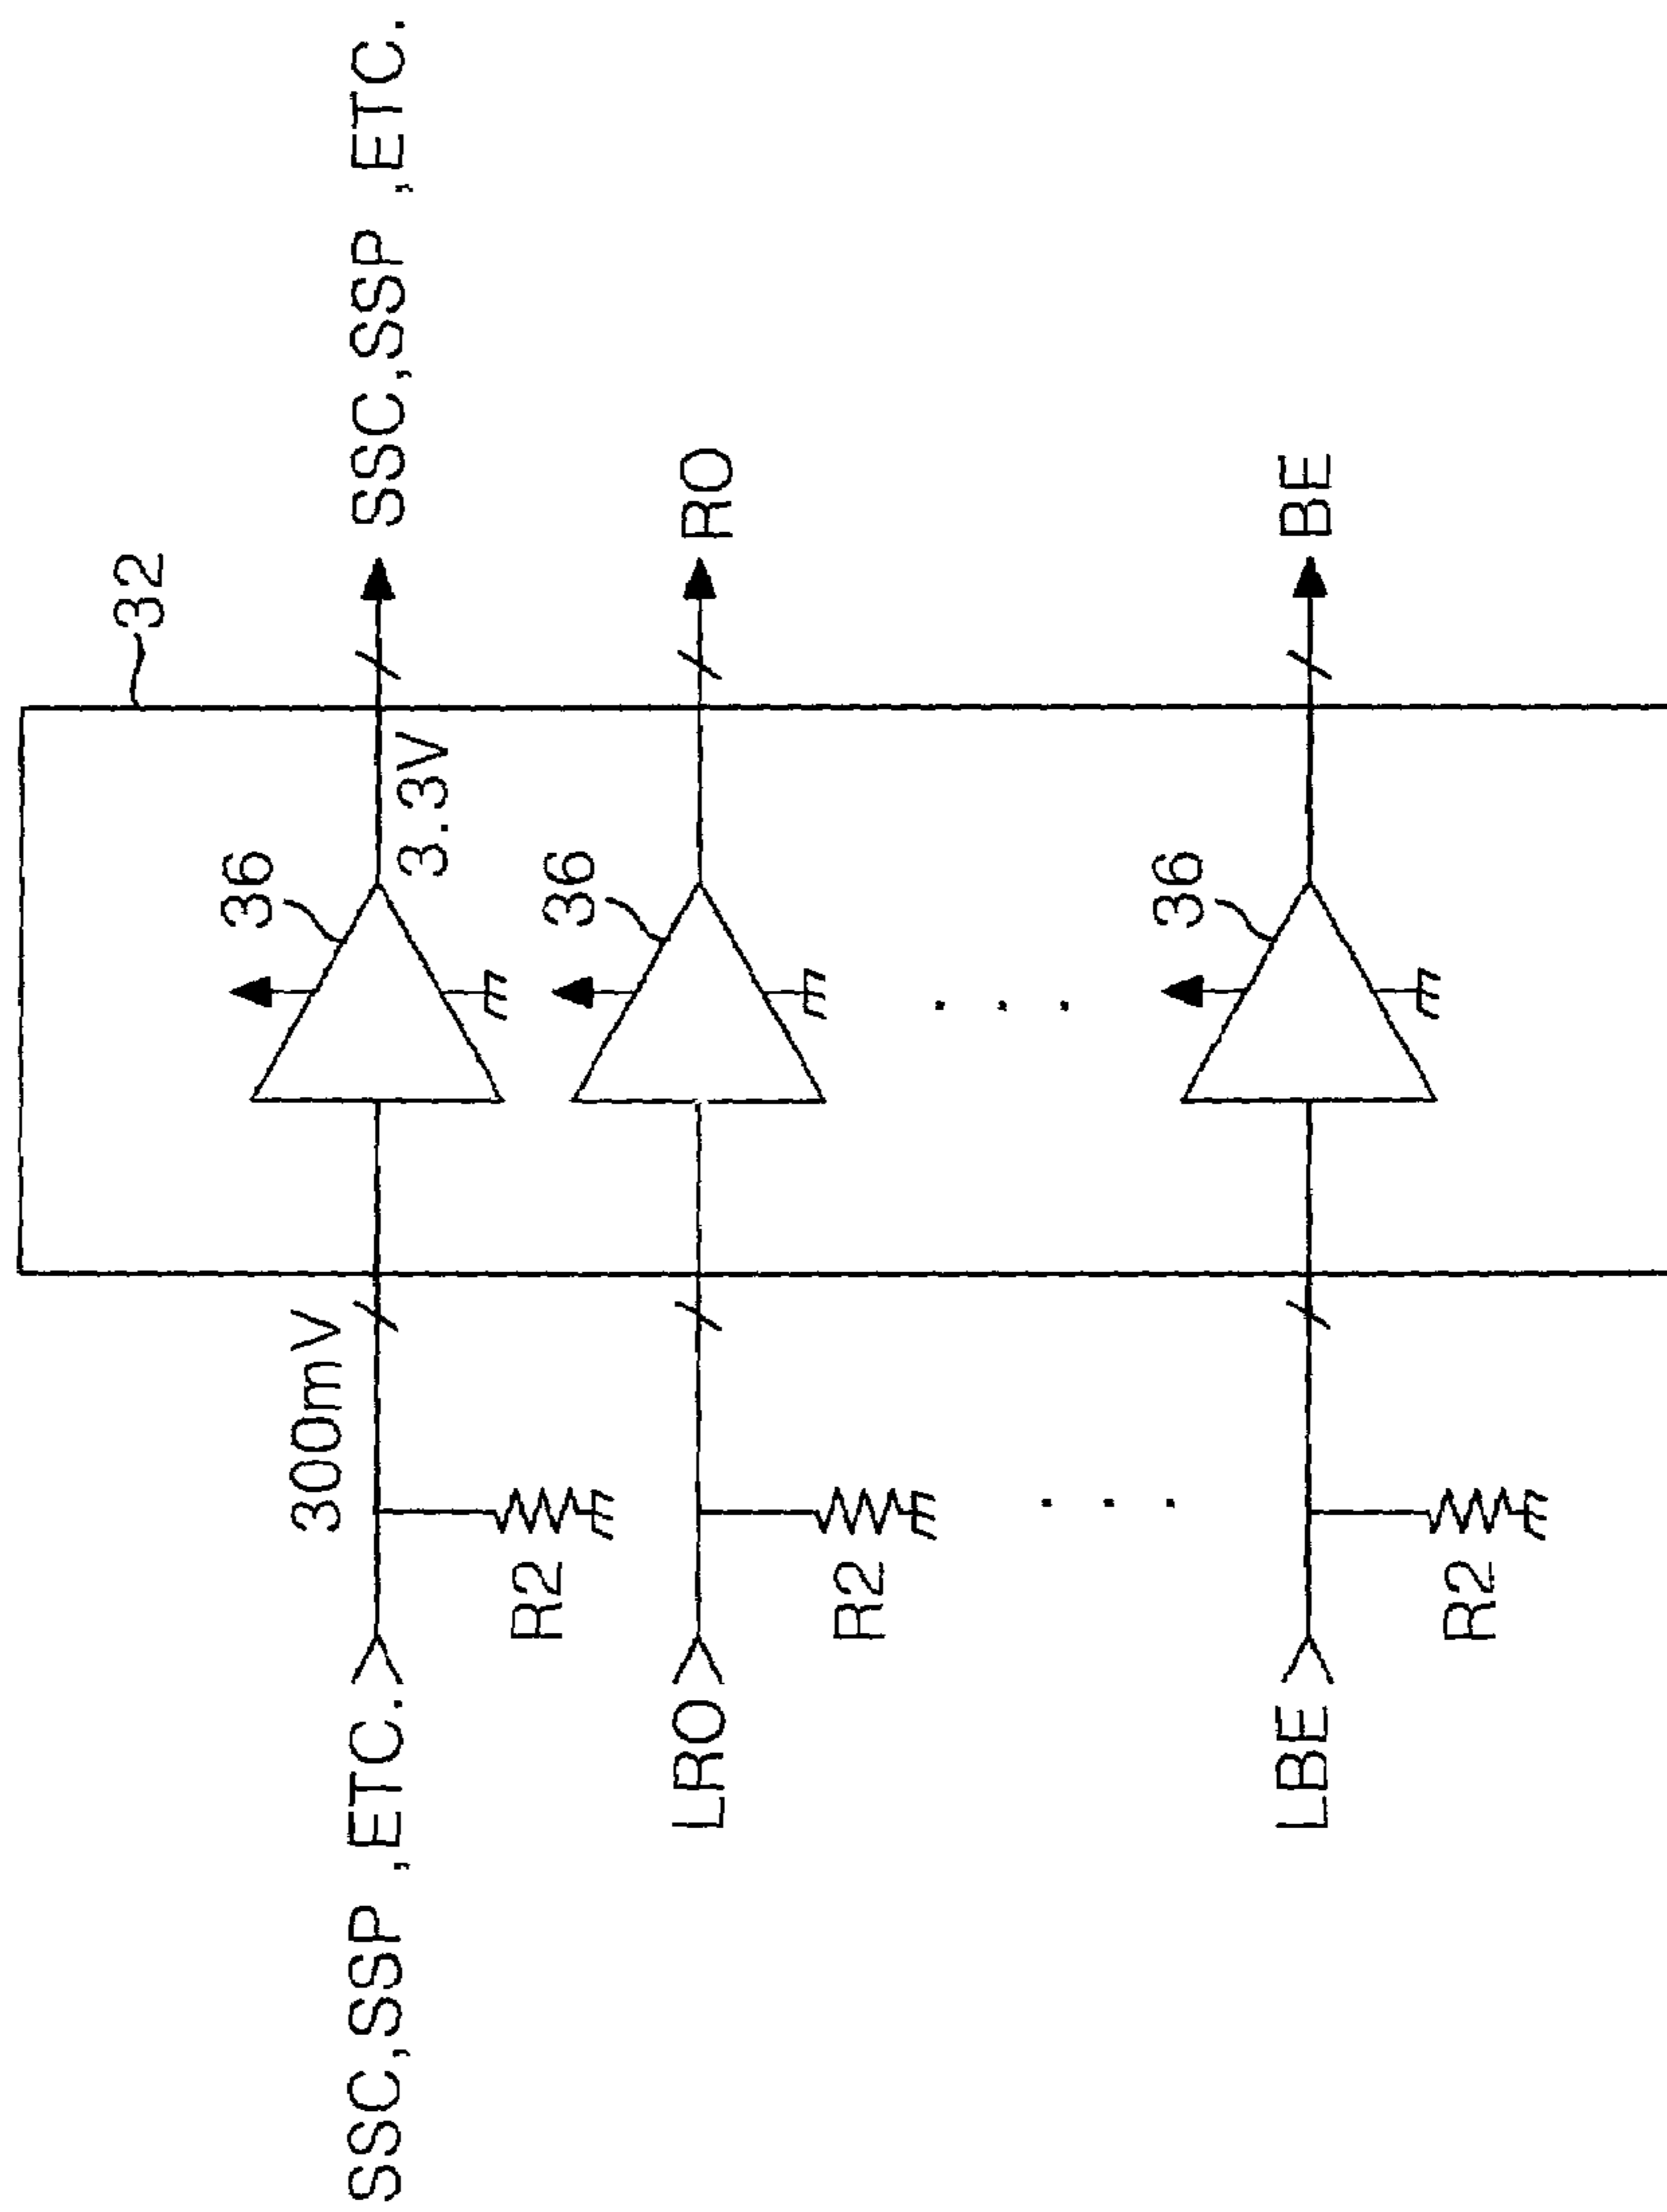 32
SSC,SSP ,ETC.
300mV
36
3.3V
SSC,SSP ,ETC.
R2
LRO
36
RO
R2
LBE
36
BE
R2